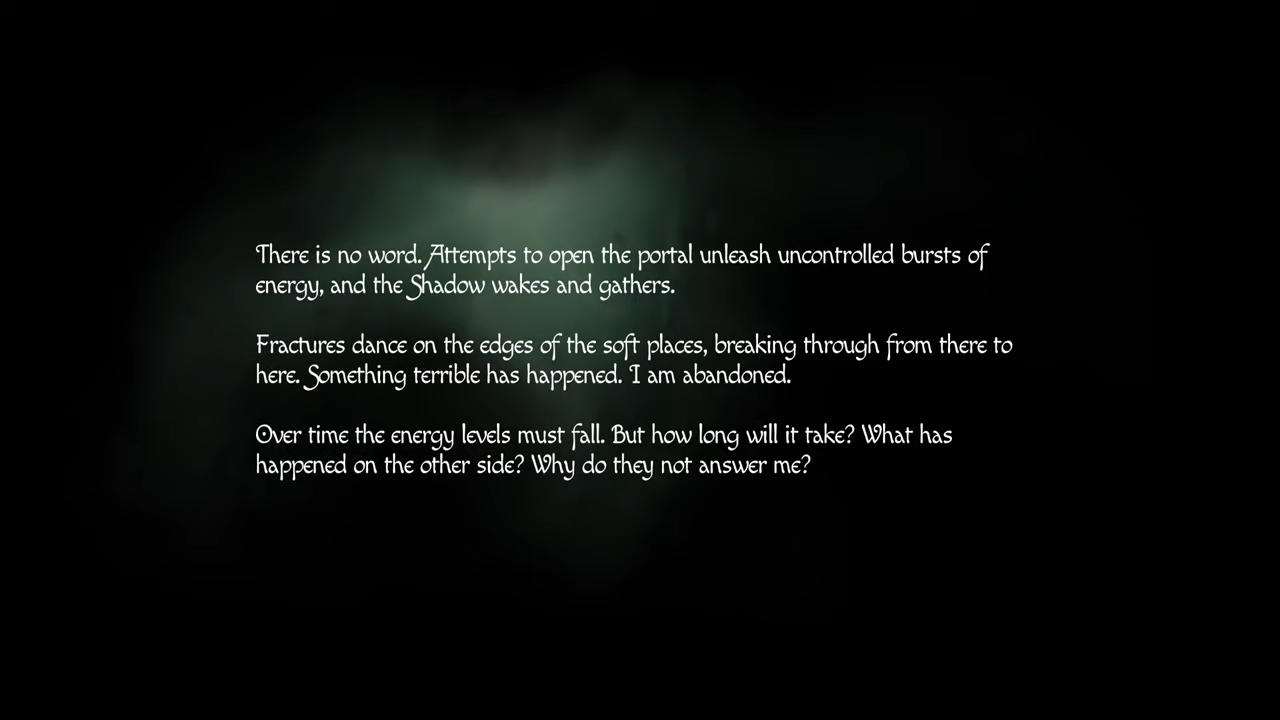 There is no word. Attempts to open the portal unleash uncontrolled bursts of
energy, and the Shadow wakes and gathers.
Fractures dance on the edges of the soft places, breaking through from there to
here. Something terrible has happened. I am abandoned.
Over time the energy levels must fall. But how long will it take? What has
happened on the other side? Why do they not answer me?